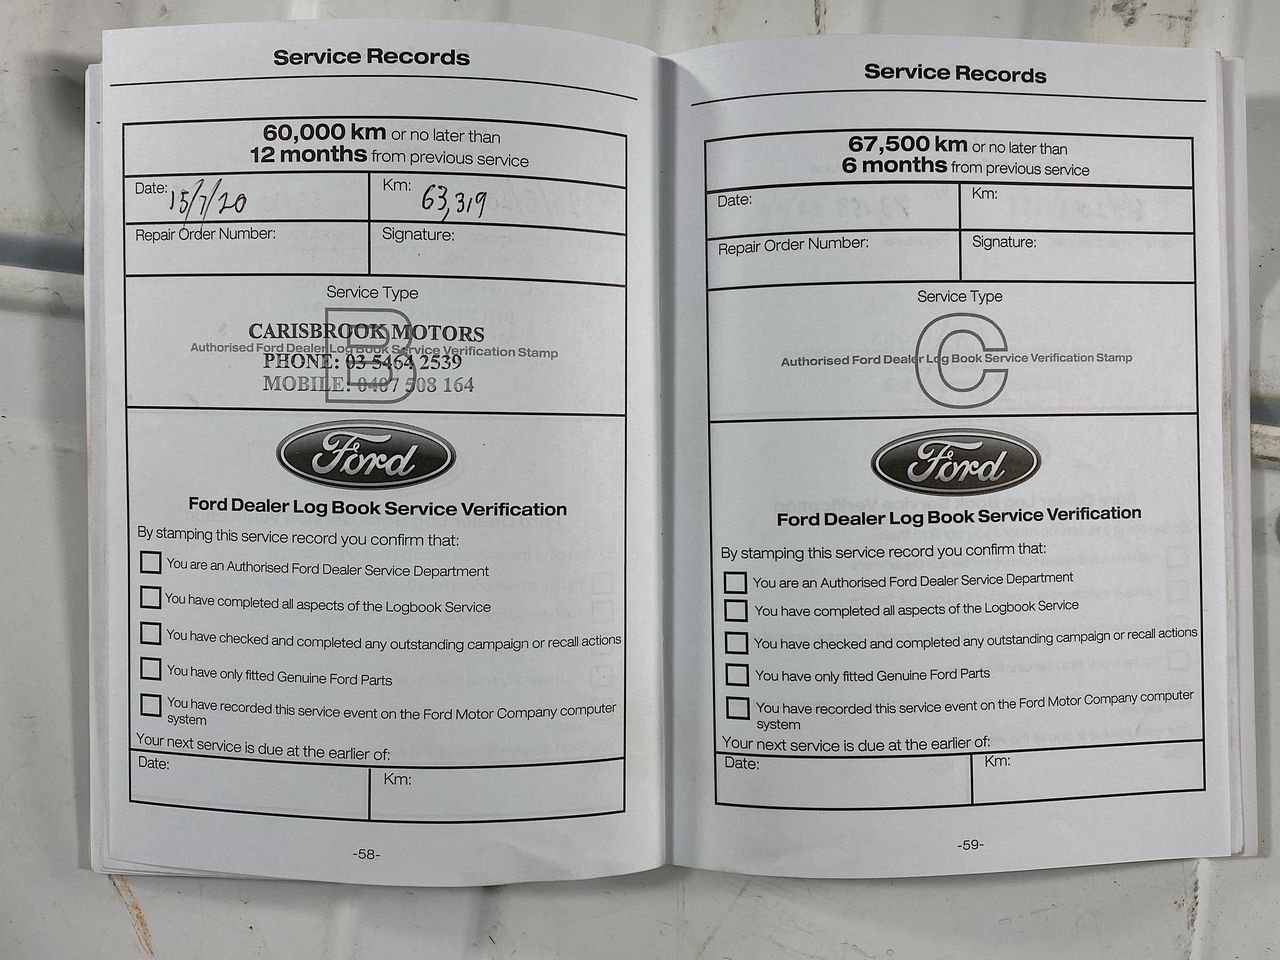 Service Records
60,000 km or no later than
12 months from previous service
Date: 15/7/20
Km: 63,319
Repair Order Number:
Signature:
Service Type
B
CARISBROOK MOTORS
Authorised Ford Dealer Log Book Service Verification Stamp
PHONE: 03 5464 2539
MOBILE: 0407 508 164
Ford
Ford Dealer Log Book Service Verification
By stamping this service record you confirm that:
You are an Authorised Ford Dealer Service Department
You have completed all aspects of the Logbook Service
You have checked and completed any outstanding campaign or recall actions
You have only fitted Genuine Ford Parts
You have recorded this service event on the Ford Motor Company computer
system
Your next service is due at the earlier of:
Date:
Km:
-58-
Service Records
67,500 km or no later than
6 months from previous service
Date:
Km:
Repair Order Number:
Signature:
Service Type
C
Authorised Ford Dealer Log Book Service Verification Stamp
Ford
Ford Dealer Log Book Service Verification
By stamping this service record you confirm that:
You are an Authorised Ford Dealer Service Department
You have completed all aspects of the Logbook Service
You have checked and completed any outstanding campaign or recall actions
You have only fitted Genuine Ford Parts
You have recorded this service event on the Ford Motor Company computer
system
Your next service is due at the earlier of:
Date:
Km:
-59-